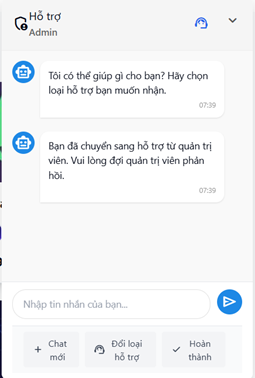 Hỗ trợ
Admin
Tôi có thể giúp gì cho bạn? Hãy chọn
loại hỗ trợ bạn muốn nhận.
07:39
Bạn đã chuyển sang hỗ trợ từ quản trị
viên. Vui lòng đợi quản trị viên phản
hồi.
07:39
Nhập tin nhắn của bạn...
Chat
mới
Đổi loại
hỗ trợ
Hoàn
thành